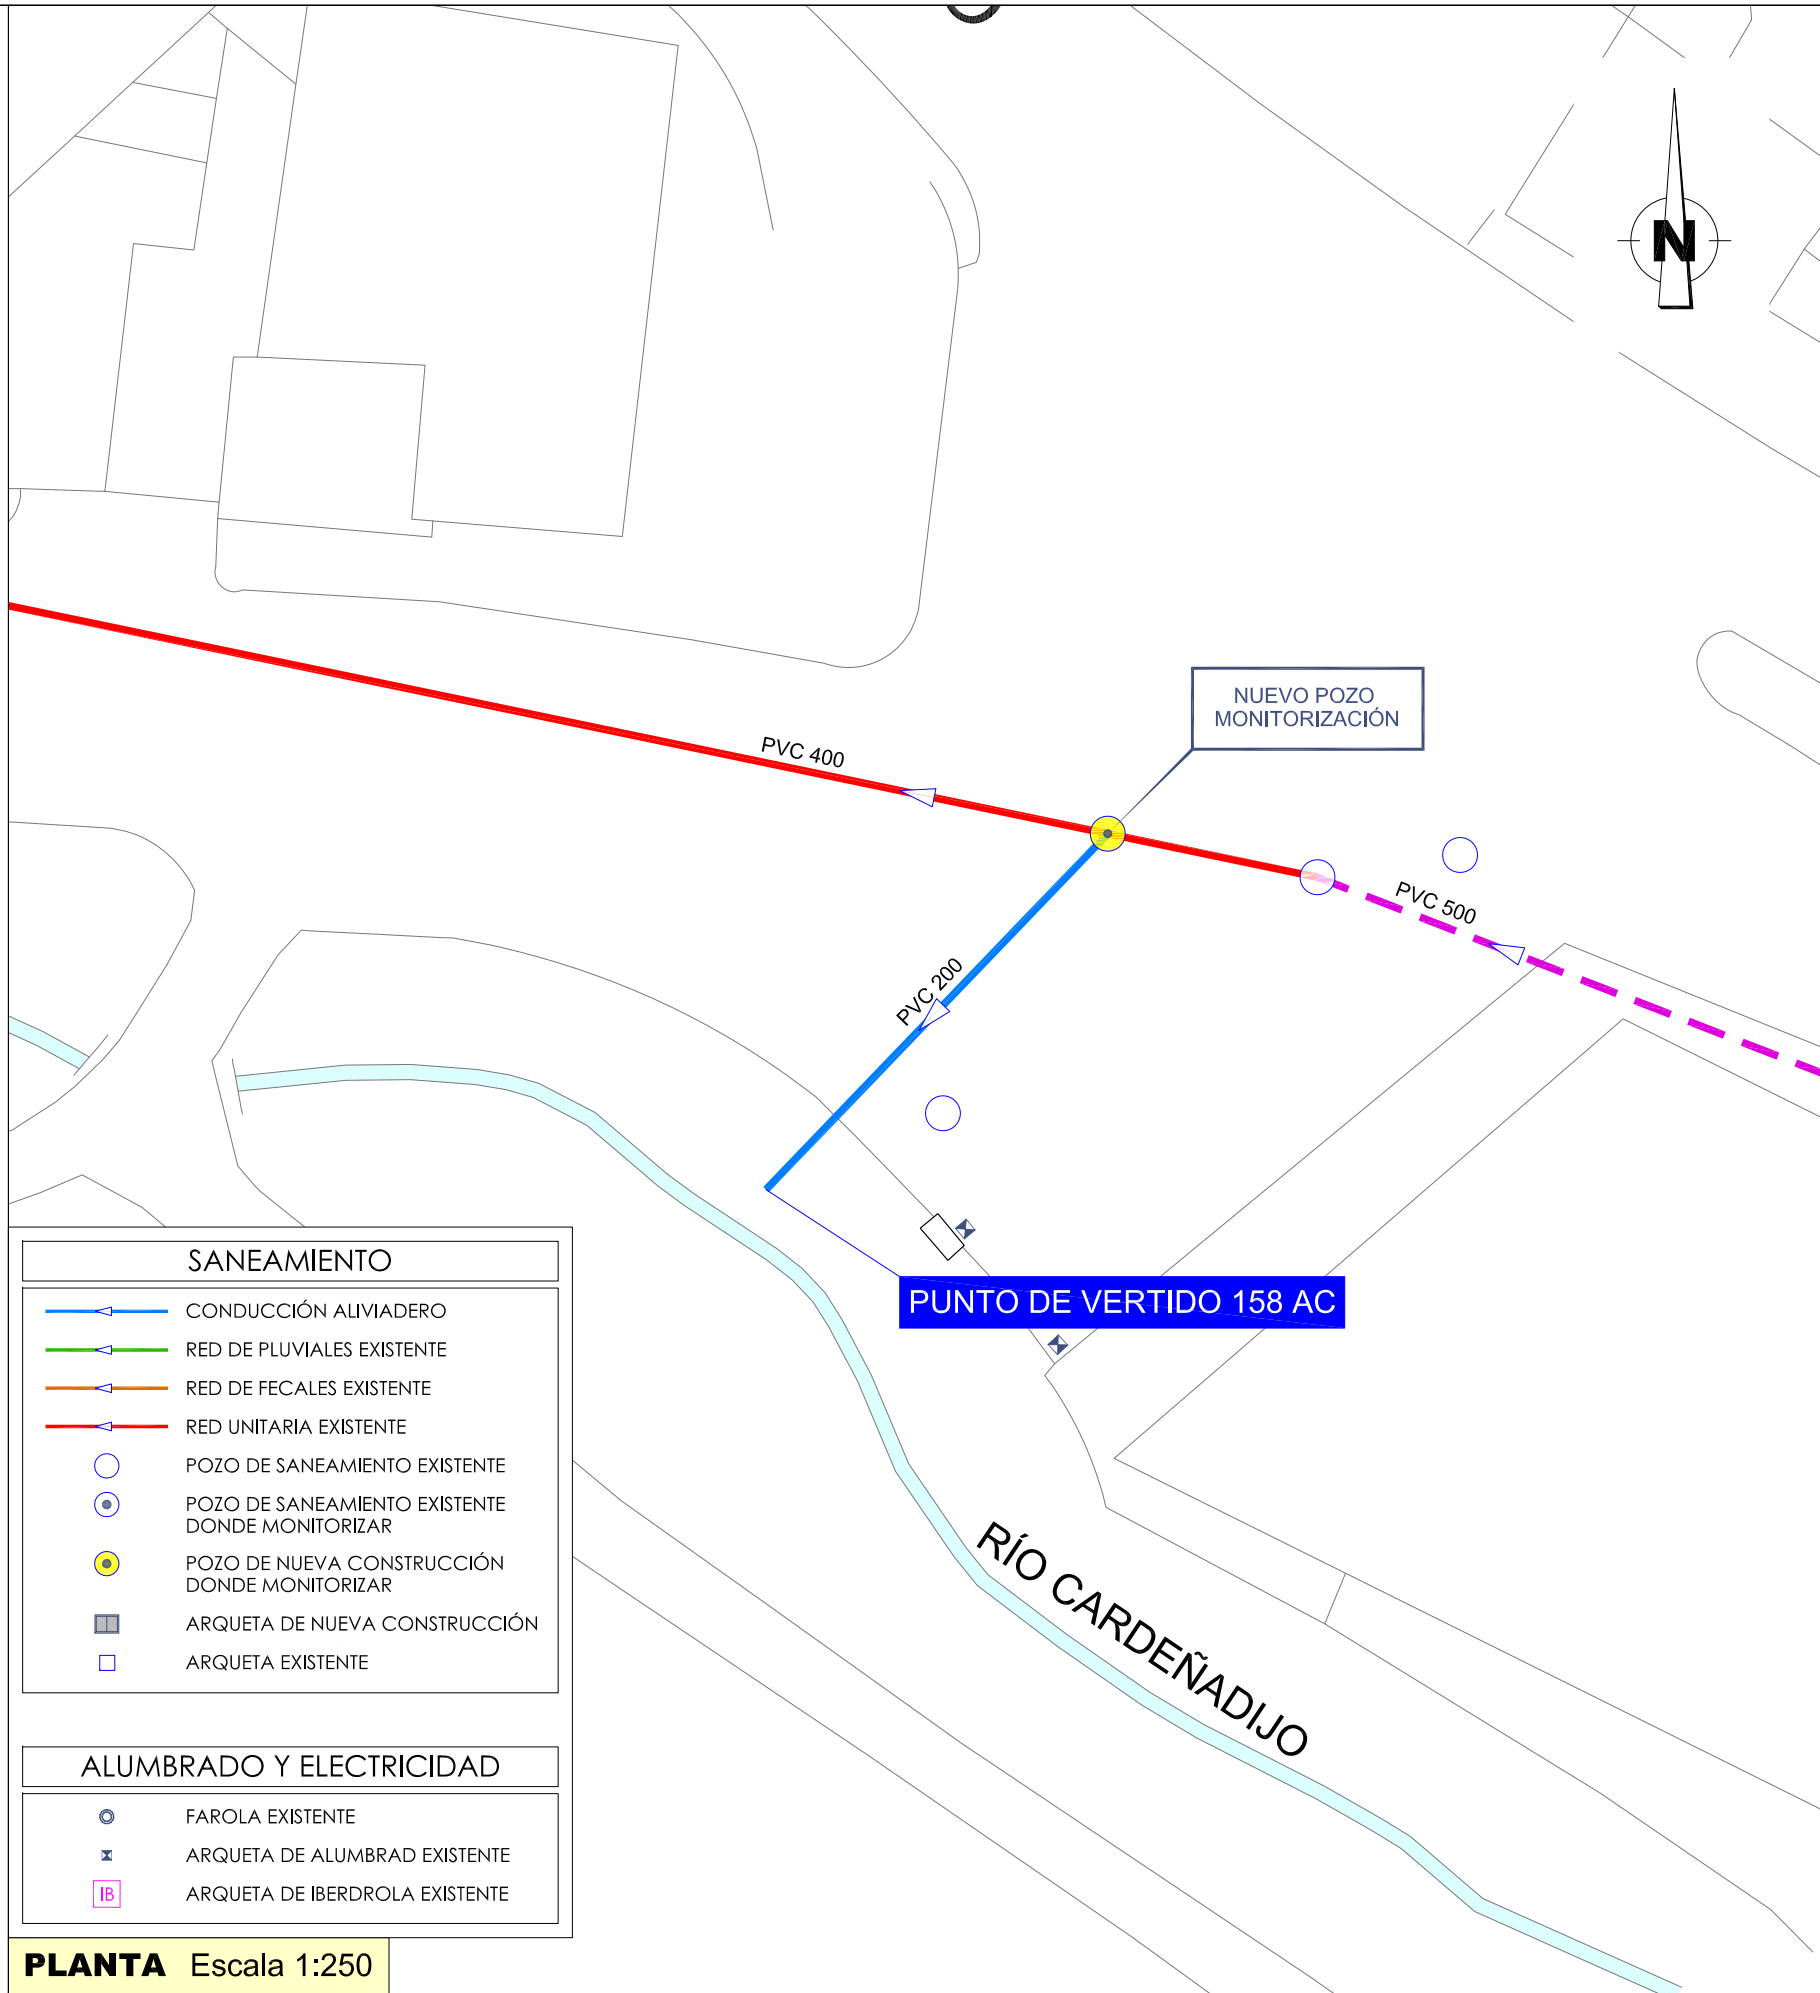 N
NUEVO POZO
MONITORIZACIÓN
PVC 400
PVC 500
PVC 200
PUNTO DE VERTIDO 158 AC
RÍO CARDEÑADIJO
SANEAMIENTO
CONDUCCIÓN ALIVIADERO
RED DE PLUVIALES EXISTENTE
RED DE FECALES EXISTENTE
RED UNITARIA EXISTENTE
POZO DE SANEAMIENTO EXISTENTE
POZO DE SANEAMIENTO EXISTENTE
DONDE MONITORIZAR
POZO DE NUEVA CONSTRUCCIÓN
DONDE MONITORIZAR
ARQUETA DE NUEVA CONSTRUCCIÓN
ARQUETA EXISTENTE
ALUMBRADO Y ELECTRICIDAD
FAROLA EXISTENTE
ARQUETA DE ALUMBRAD EXISTENTE
IB ARQUETA DE IBERDROLA EXISTENTE
PLANTA Escala 1:250